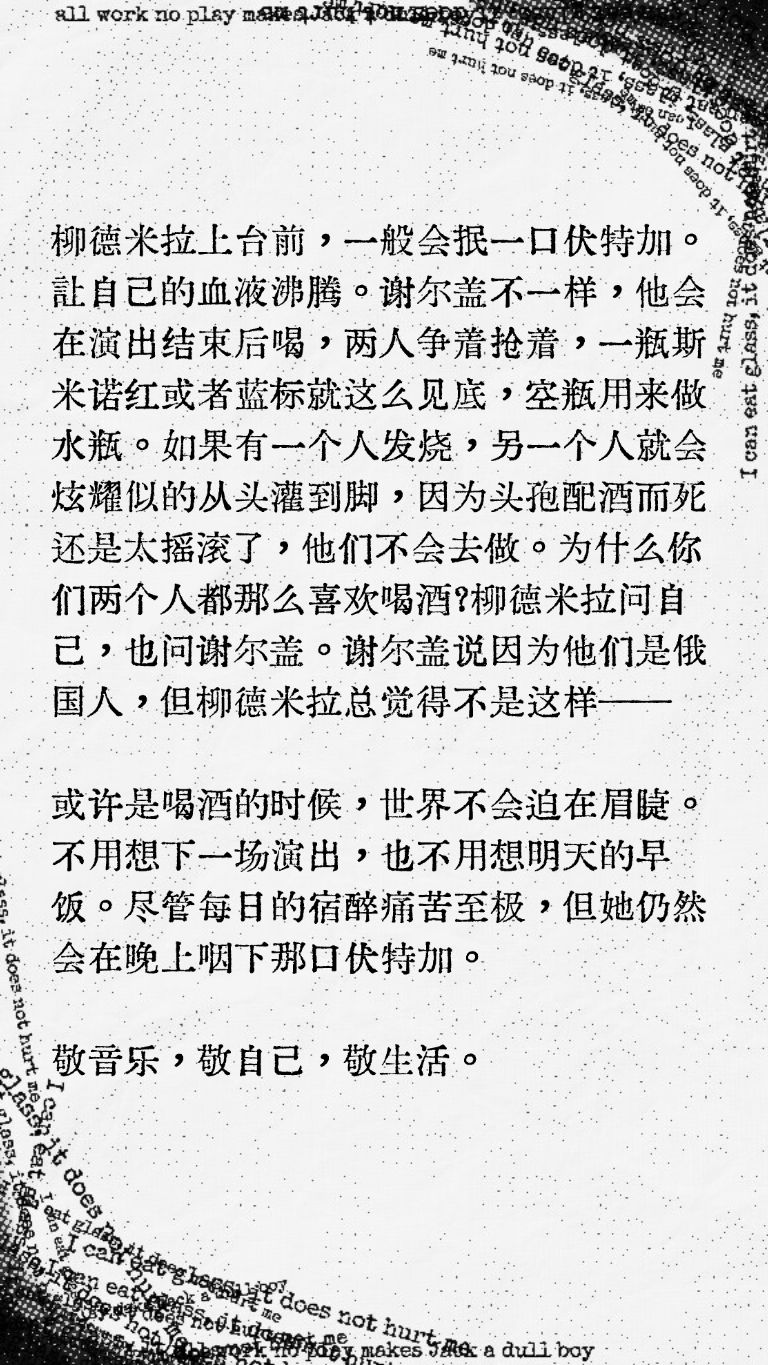 all work no play makes
柳德米拉上台前，一般会抿一口伏特加。
註自己的血液沸腾。谢尔盖不一样，他会
在演出结束后喝，两人争着抢着，一瓶斯
米诺红或者蓝标就这么见底，空瓶用来做
水瓶。如果有一个人发烧，另一个人就会
炫耀似的从头灌到脚，因为头孢配酒而死
还是太摇滚了，他们不会去做。为什么你
们两个人都那么喜欢喝酒?柳德米拉问自
己，也问谢尔盖。谢尔盖说因为他们是俄
国人，但柳德米拉总觉得不是这样——
或许是喝酒的时候，世界不会迫在眉睫。
不用想下一场演出，也不用想明天的早
饭。尽管每日的宿醉痛苦至极，但她仍然
会在晚上咽下那口伏特加。
敬音乐，敬自己，敬生活。
I can eat glass, it does not hurt me
it does not hurt me
I can eat glass, it does not hurt me
work no play makes Jack a dull boy